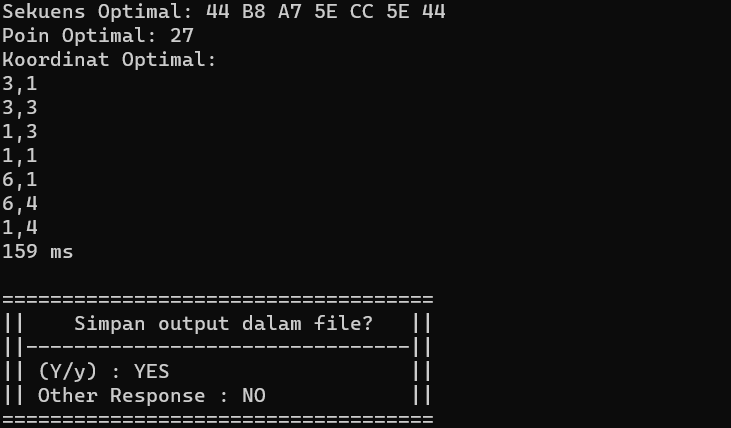 Sekuens Optimal: 44 B8 A7 5E CC 5E 44
Poin Optimal: 27
Koordinat Optimal:
3,1
3,3
1,3
1,1
6,1
6,4
1,4
159 ms
====================================
||    Simpan output dalam file?   ||
||--------------------------------||
|| (Y/y) : YES                    ||
|| Other Response : NO            ||
====================================